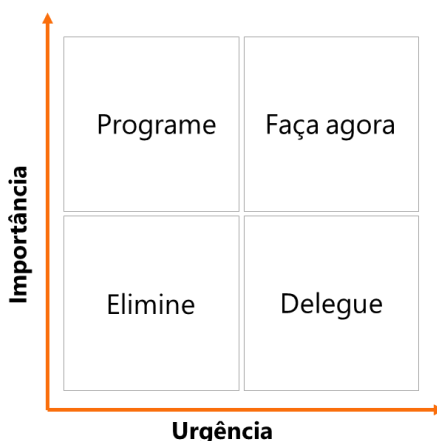 Importância
Programe
Faça agora
Elimine
Delegue
Urgência